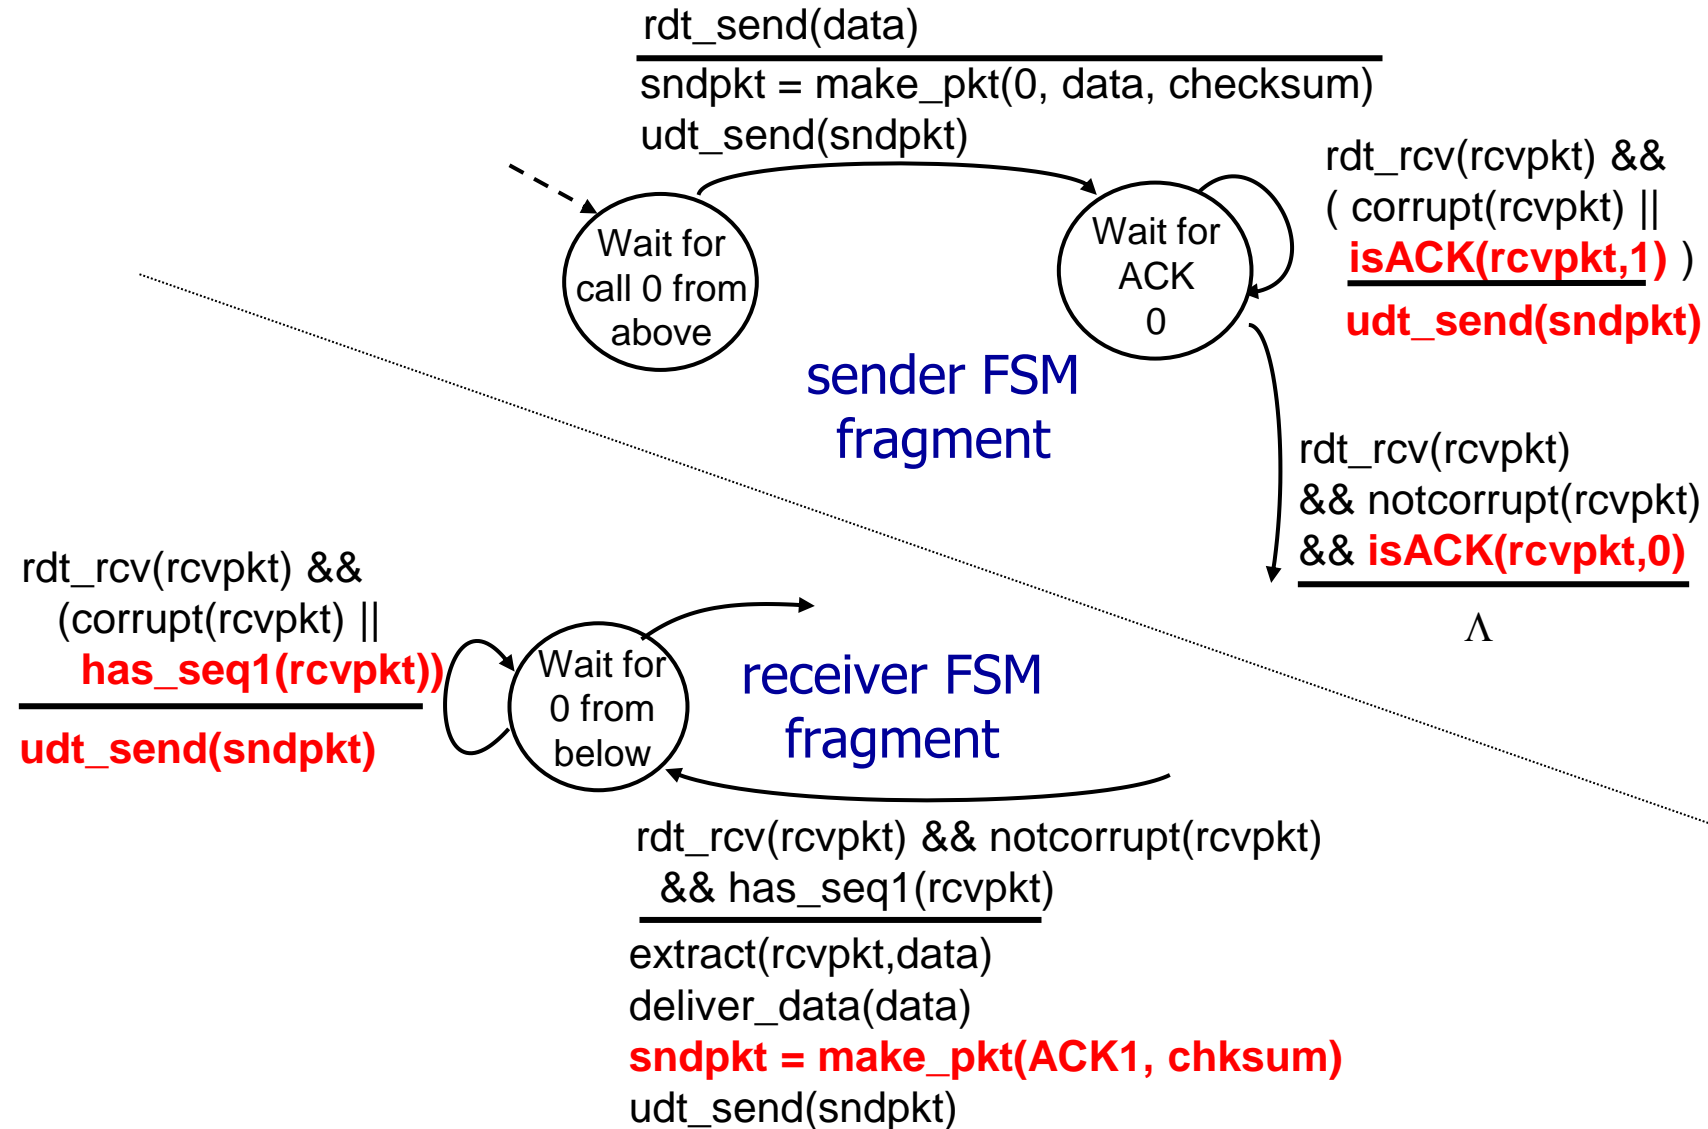 rdt_send(data)
sndpkt = make_pkt(0, data, checksum)
udt_send(sndpkt)
rdt_rcv(rcvpkt) &&
( corrupt(rcvpkt) ||
isACK(rcvpkt,1) )
udt_send(sndpkt)
Wait for
call 0 from
above
Wait for
ACK
0
sender FSM
fragment
rdt_rcv(rcvpkt)
&& notcorrupt(rcvpkt)
&& isACK(rcvpkt,0)
Λ
rdt_rcv(rcvpkt) &&
(corrupt(rcvpkt) ||
has_seq1(rcvpkt))
udt_send(sndpkt)
Wait for
0 from
below
receiver FSM
fragment
rdt_rcv(rcvpkt) && notcorrupt(rcvpkt)
&& has_seq1(rcvpkt)
extract(rcvpkt,data)
deliver_data(data)
sndpkt = make_pkt(ACK1, chksum)
udt_send(sndpkt)